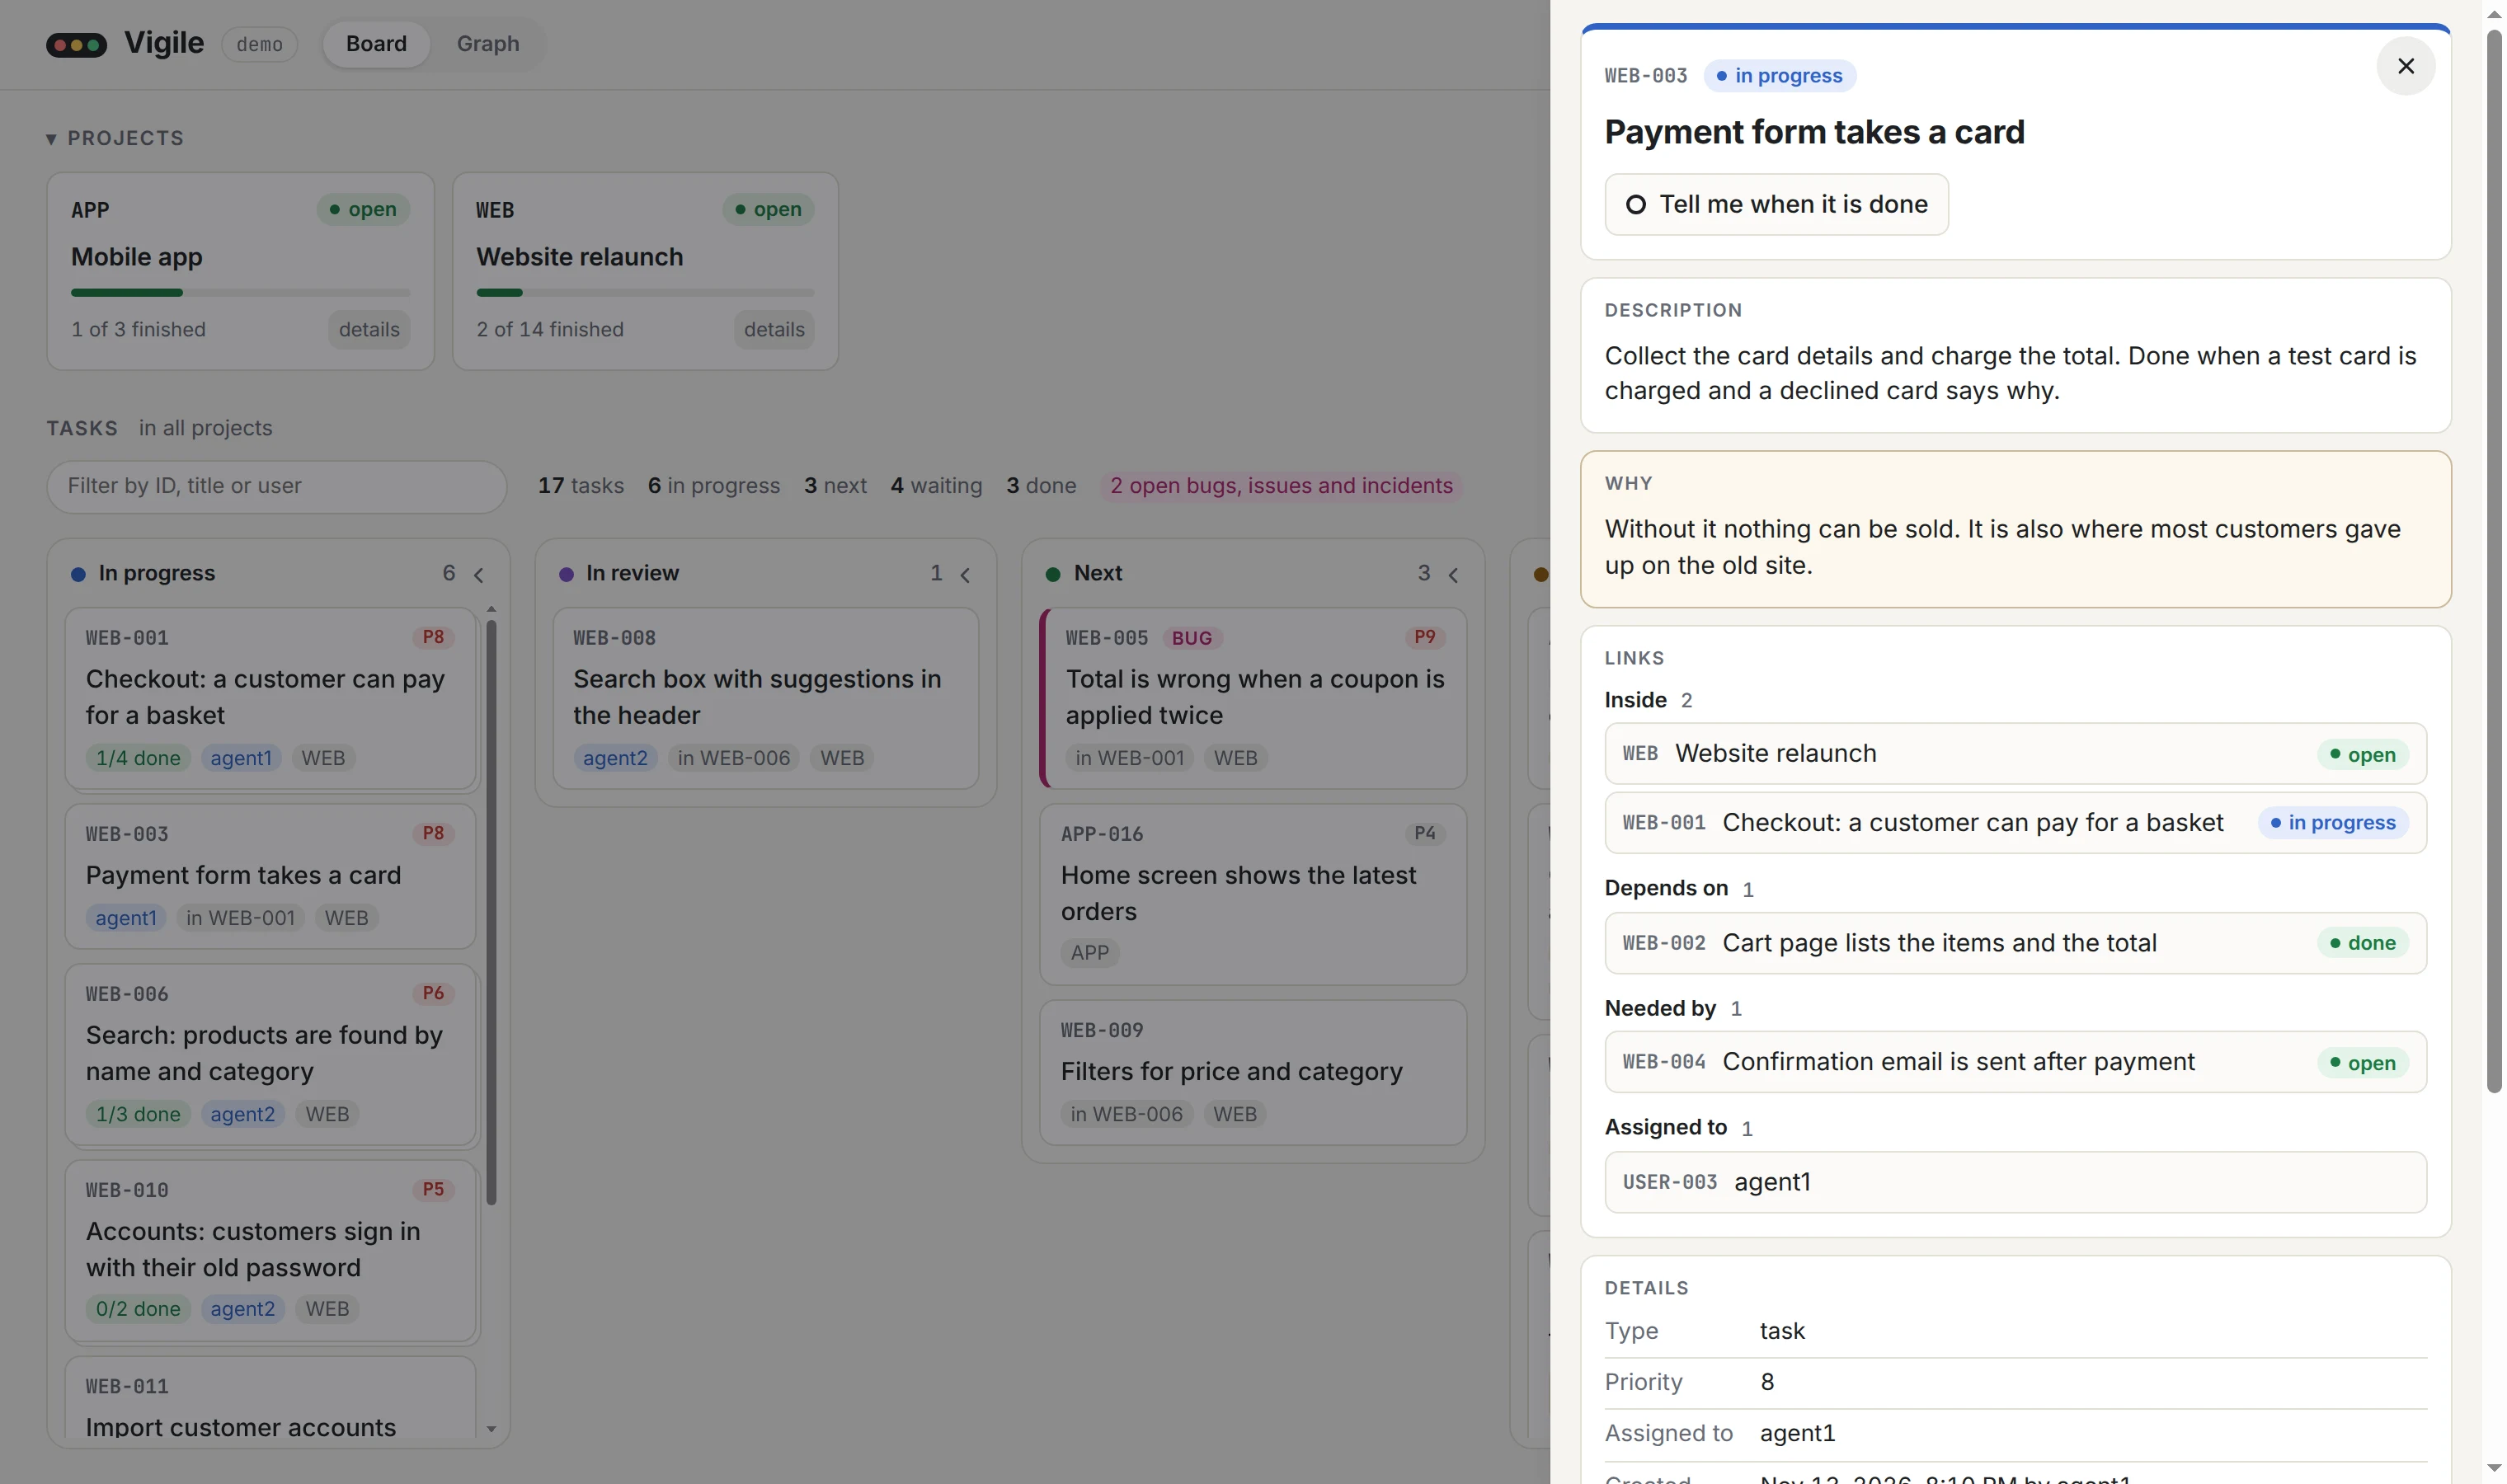 Vigile
demo
Board
Graph
▾ PROJECTS
APP
open
Mobile app
1 of 3 finished
details
WEB
open
Website relaunch
2 of 14 finished
details
TASKS in all projects
Filter by ID, title or user
17 tasks 6 in progress 3 next 4 waiting 3 done 2 open bugs, issues and incidents
In progress 6
WEB-001 P8
Checkout: a customer can pay
for a basket
1/4 done agent1 WEB
WEB-003 P8
Payment form takes a card
agent1 in WEB-001 WEB
WEB-006 P6
Search: products are found by
name and category
1/3 done agent2 WEB
WEB-010 P5
Accounts: customers sign in
with their old password
0/2 done agent2 WEB
WEB-011
Import customer accounts
In review 1
WEB-008
Search box with suggestions in
the header
agent2 in WEB-006 WEB
Next 3
WEB-005 BUG P9
Total is wrong when a coupon is
applied twice
in WEB-001 WEB
APP-016 P4
Home screen shows the latest
orders
APP
WEB-009
Filters for price and category
in WEB-006 WEB
WEB-003 in progress
Payment form takes a card
Tell me when it is done
DESCRIPTION
Collect the card details and charge the total. Done when a test card is
charged and a declined card says why.
WHY
Without it nothing can be sold. It is also where most customers gave
up on the old site.
LINKS
Inside 2
WEB Website relaunch open
WEB-001 Checkout: a customer can pay for a basket in progress
Depends on 1
WEB-002 Cart page lists the items and the total done
Needed by 1
WEB-004 Confirmation email is sent after payment open
Assigned to 1
USER-003 agent1
DETAILS
Type task
Priority 8
Assigned to agent1
Created Nov 13, 2026, 8:10 PM by agent1